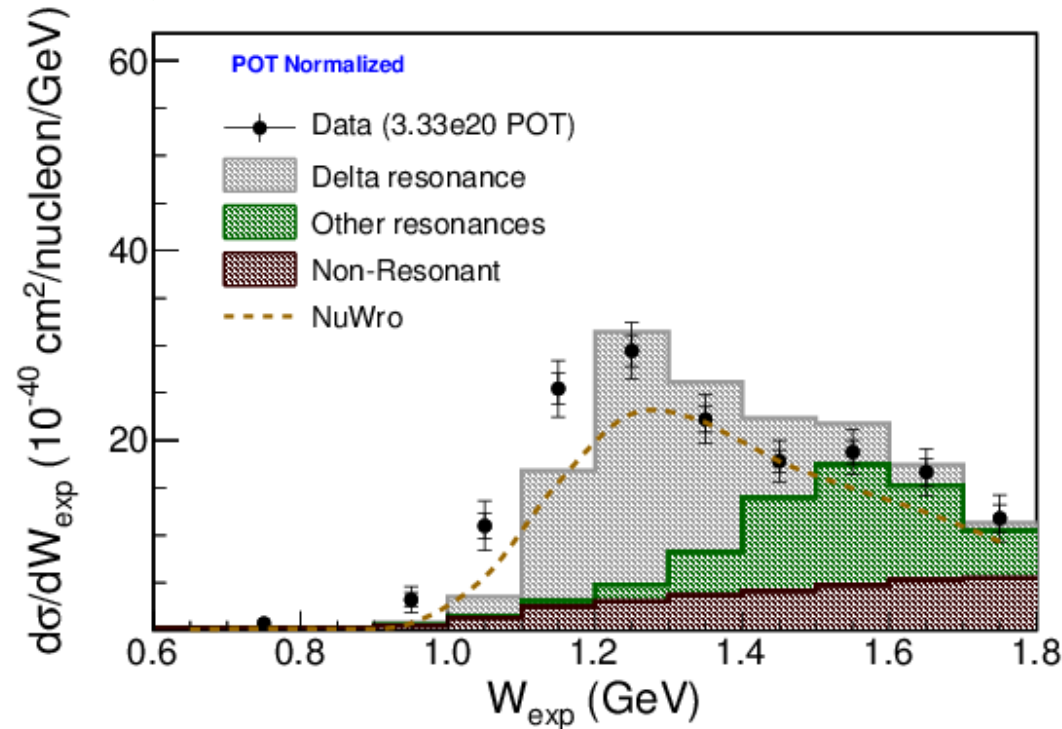 dσ/dW_exp (10^-40 cm^2/nucleon/GeV)
60
40
20
POT Normalized
Data (3.33e20 POT)
Delta resonance
Other resonances
Non-Resonant
NuWro
0.6 0.8 1.0 1.2 1.4 1.6 1.8
W_exp (GeV)